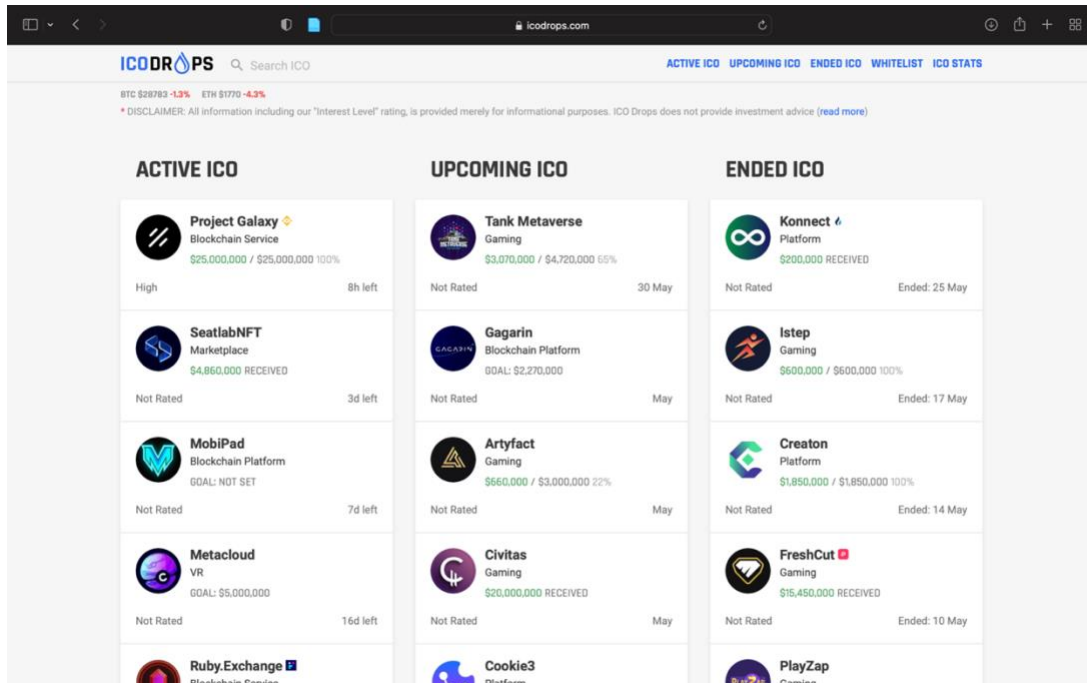 icodrops.com
ICODROPS Search ICO ACTIVE ICO UPCOMING ICO ENDED ICO WHITELIST ICO STATS
BTC $28783 -1.3% ETH $1770 -4.3%
* DISCLAIMER: All information including our "Interest Level" rating, is provided merely for informational purposes. ICO Drops does not provide investment advice (read more)
ACTIVE ICO
Project Galaxy
Blockchain Service
$25,000,000 / $25,000,000 100%
High 8h left
SeatlabNFT
Marketplace
$4,860,000 RECEIVED
Not Rated 3d left
MobiPad
Blockchain Platform
GOAL: NOT SET
Not Rated 7d left
Metacloud
VR
GOAL: $5,000,000
Not Rated 16d left
Ruby.Exchange
Blockchain Service
UPCOMING ICO
Tank Metaverse
Gaming
$3,070,000 / $4,720,000 65%
Not Rated 30 May
GAGARIN
Gagarin
Blockchain Platform
GOAL: $2,270,000
Not Rated May
Artyfact
Gaming
$660,000 / $3,000,000 22%
Not Rated May
Civitas
Gaming
$20,000,000 RECEIVED
Not Rated May
Cookie3
Platform
ENDED ICO
Konnect
Platform
$200,000 RECEIVED
Not Rated Ended: 25 May
Istep
Gaming
$600,000 / $600,000 100%
Not Rated Ended: 17 May
Creaton
Platform
$1,850,000 / $1,850,000 100%
Not Rated Ended: 14 May
FreshCut
Gaming
$15,450,000 RECEIVED
Not Rated Ended: 10 May
PlayZap
Gaming